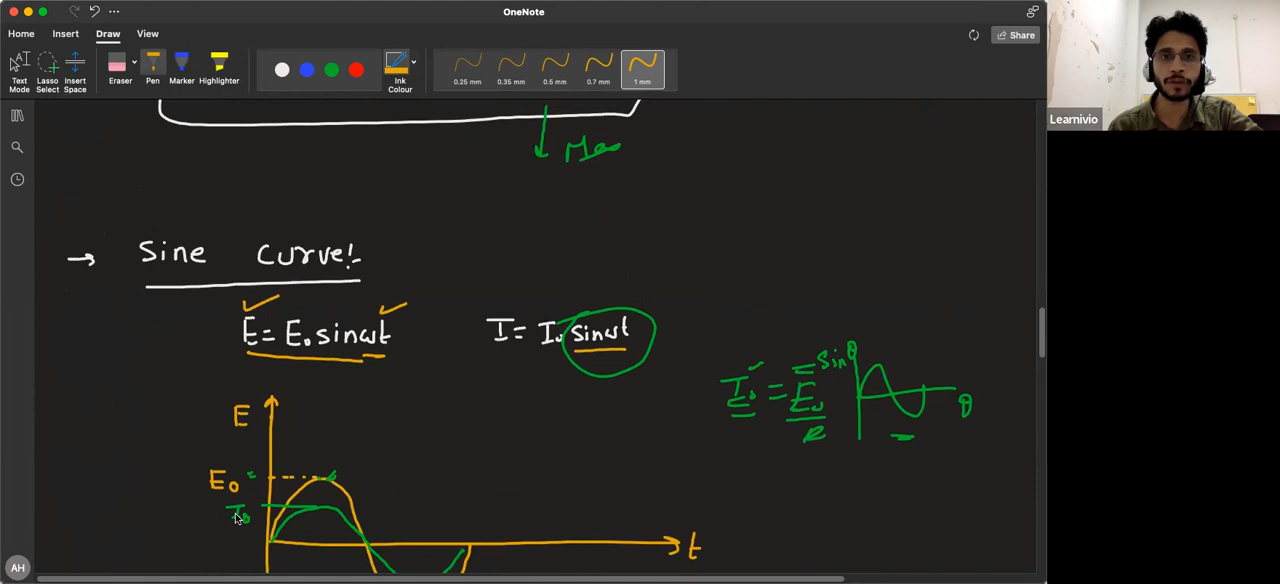 OneNote
Home Insert Draw View
Share
Text Mode
Lasso Select
Insert Space
Eraser
Pen
Marker
Highlighter
Ink Colour
0.25 mm
0.35 mm
0.5 mm
0.7 mm
1 mm
Learnivio
→ Sine Curve:-
E = E₀ sinωt
I = I₀ sinωt
I₀ = E₀/R
Sinθ
θ
E
E₀
I₀
t
AH